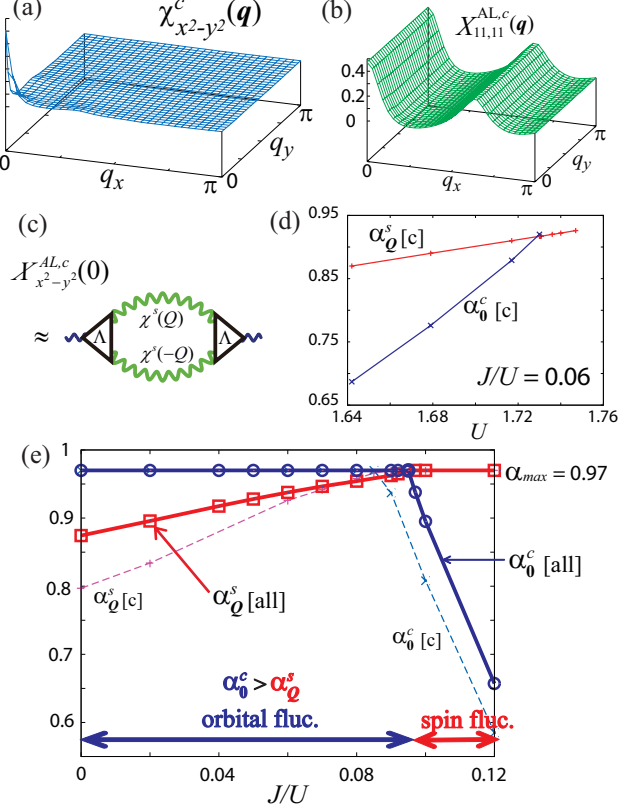 (a)
χ^c_{x²-y²}(q)
0
q_x
π
0
q_y
π
(b)
X^{AL,c}_{11,11}(q)
0.4
0.2
0
0
q_x
π
0
q_y
π
(c)
X^{AL,c}_{x²-y²}(0)
≈
Λ
χ^s(Q)
χ^s(-Q)
Λ
(d)
0.95
0.85
0.75
0.65
α^s_Q [c]
α^c_0 [c]
J/U = 0.06
1.64
1.68
1.72
1.76
U
(e)
1
0.9
0.8
0.7
0.6
α_max = 0.97
α^c_0 [all]
α^s_Q [c]
α^s_Q [all]
α^c_0 [c]
α^c_0 > α^s_Q
orbital fluc.
spin fluc.
0
0.04
0.08
0.12
J/U